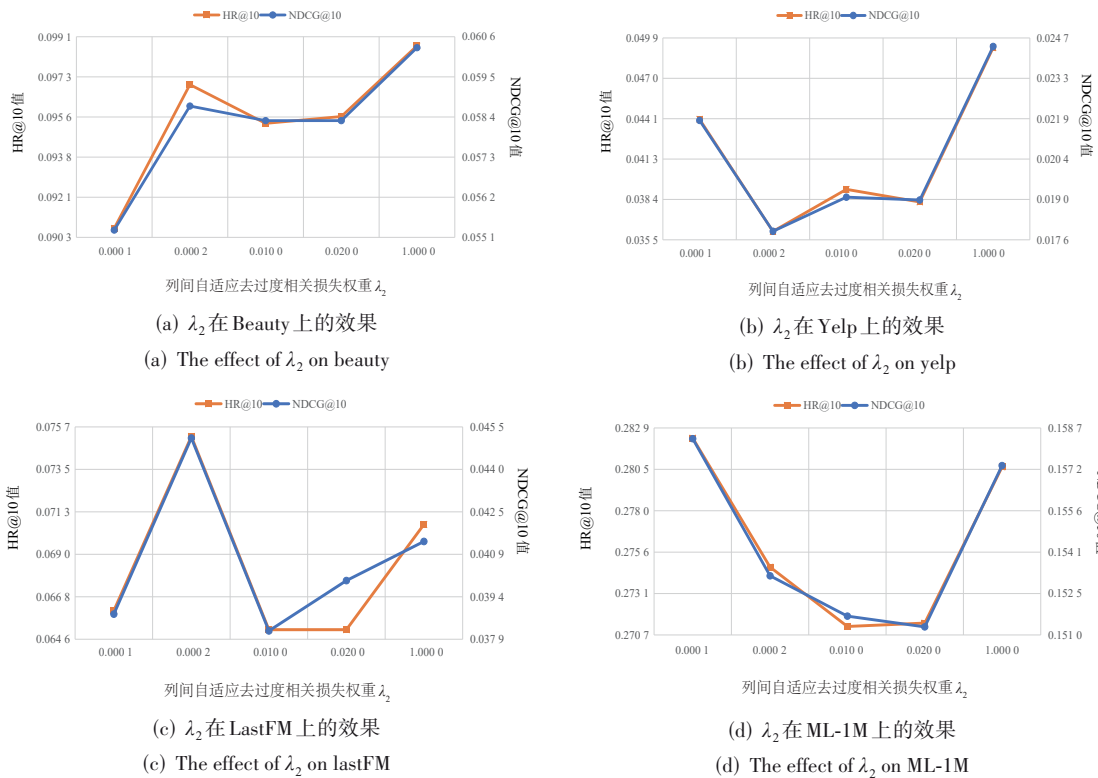 HR@10 NDCG@10
0.099 1
0.097 3
0.095 6
0.093 8
0.092 1
0.090 3
HR@10值
0.060 6
0.059 5
0.058 4
0.057 3
0.056 2
0.055 1
NDCG@10值
0.000 1 0.000 2 0.010 0 0.020 0 1.000 0
列间自适应去过度相关损失权重λ2
(a) λ2在Beauty上的效果
(a) The effect of λ2 on beauty
HR@10 NDCG@10
0.049 9
0.047 0
0.044 1
0.041 3
0.038 4
0.035 5
HR@10值
0.024 7
0.023 3
0.021 9
0.020 4
0.019 0
0.017 6
NDCG@10值
0.000 1 0.000 2 0.010 0 0.020 0 1.000 0
列间自适应去过度相关损失权重λ2
(b) λ2在Yelp上的效果
(b) The effect of λ2 on yelp
HR@10 NDCG@10
0.075 7
0.073 5
0.071 3
0.069 0
0.066 8
0.064 6
HR@10值
0.045 5
0.044 0
0.042 5
0.040 9
0.039 4
0.037 9
NDCG@10值
0.000 1 0.000 2 0.010 0 0.020 0 1.000 0
列间自适应去过度相关损失权重λ2
(c) λ2在LastFM上的效果
(c) The effect of λ2 on lastFM
HR@10 NDCG@10
0.282 9
0.280 5
0.278 0
0.275 6
0.273 1
0.270 7
HR@10值
0.158 7
0.157 2
0.155 6
0.154 1
0.152 5
0.151 0
0.000 1 0.000 2 0.010 0 0.020 0 1.000 0
列间自适应去过度相关损失权重λ2
(d) λ2在ML-1M上的效果
(d) The effect of λ2 on ML-1M